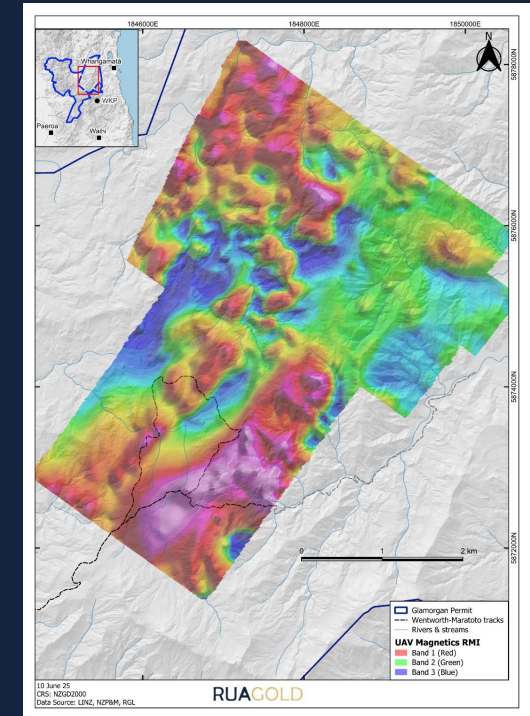 1846000E
1848000E
1850000E
Whangamatā
WKP
Paeroa
Waihi
N
5878000N
5876000N
5874000N
5872000N
0 1 2 km
Glamorgan Permit
Wentworth-Maratoto tracks
Rivers & streams
UAV Magnetics RMI
Band 1 (Red)
Band 2 (Green)
Band 3 (Blue)
10 June 25
CRS: NZGD2000
Data Source: LINZ, NZP&M, RGL
RUAGOLD